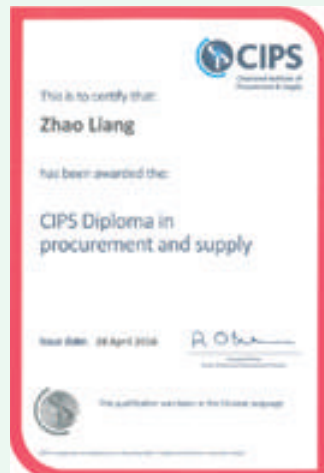 CIPS
Chartered Institute of
Procurement & Supply
This is to certify that:
Zhao Liang
has been awarded the:
CIPS Diploma in
procurement and supply
Issue date: 28 April 2016
This qualification was taken in the Chinese language